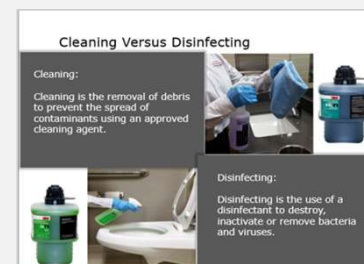 Cleaning Versus Disinfecting
Cleaning:
Cleaning is the removal of debris
to prevent the spread of
contaminants using an approved
cleaning agent.
Disinfecting:
Disinfecting is the use of a
disinfectant to destroy,
inactivate or remove bacteria
and viruses.